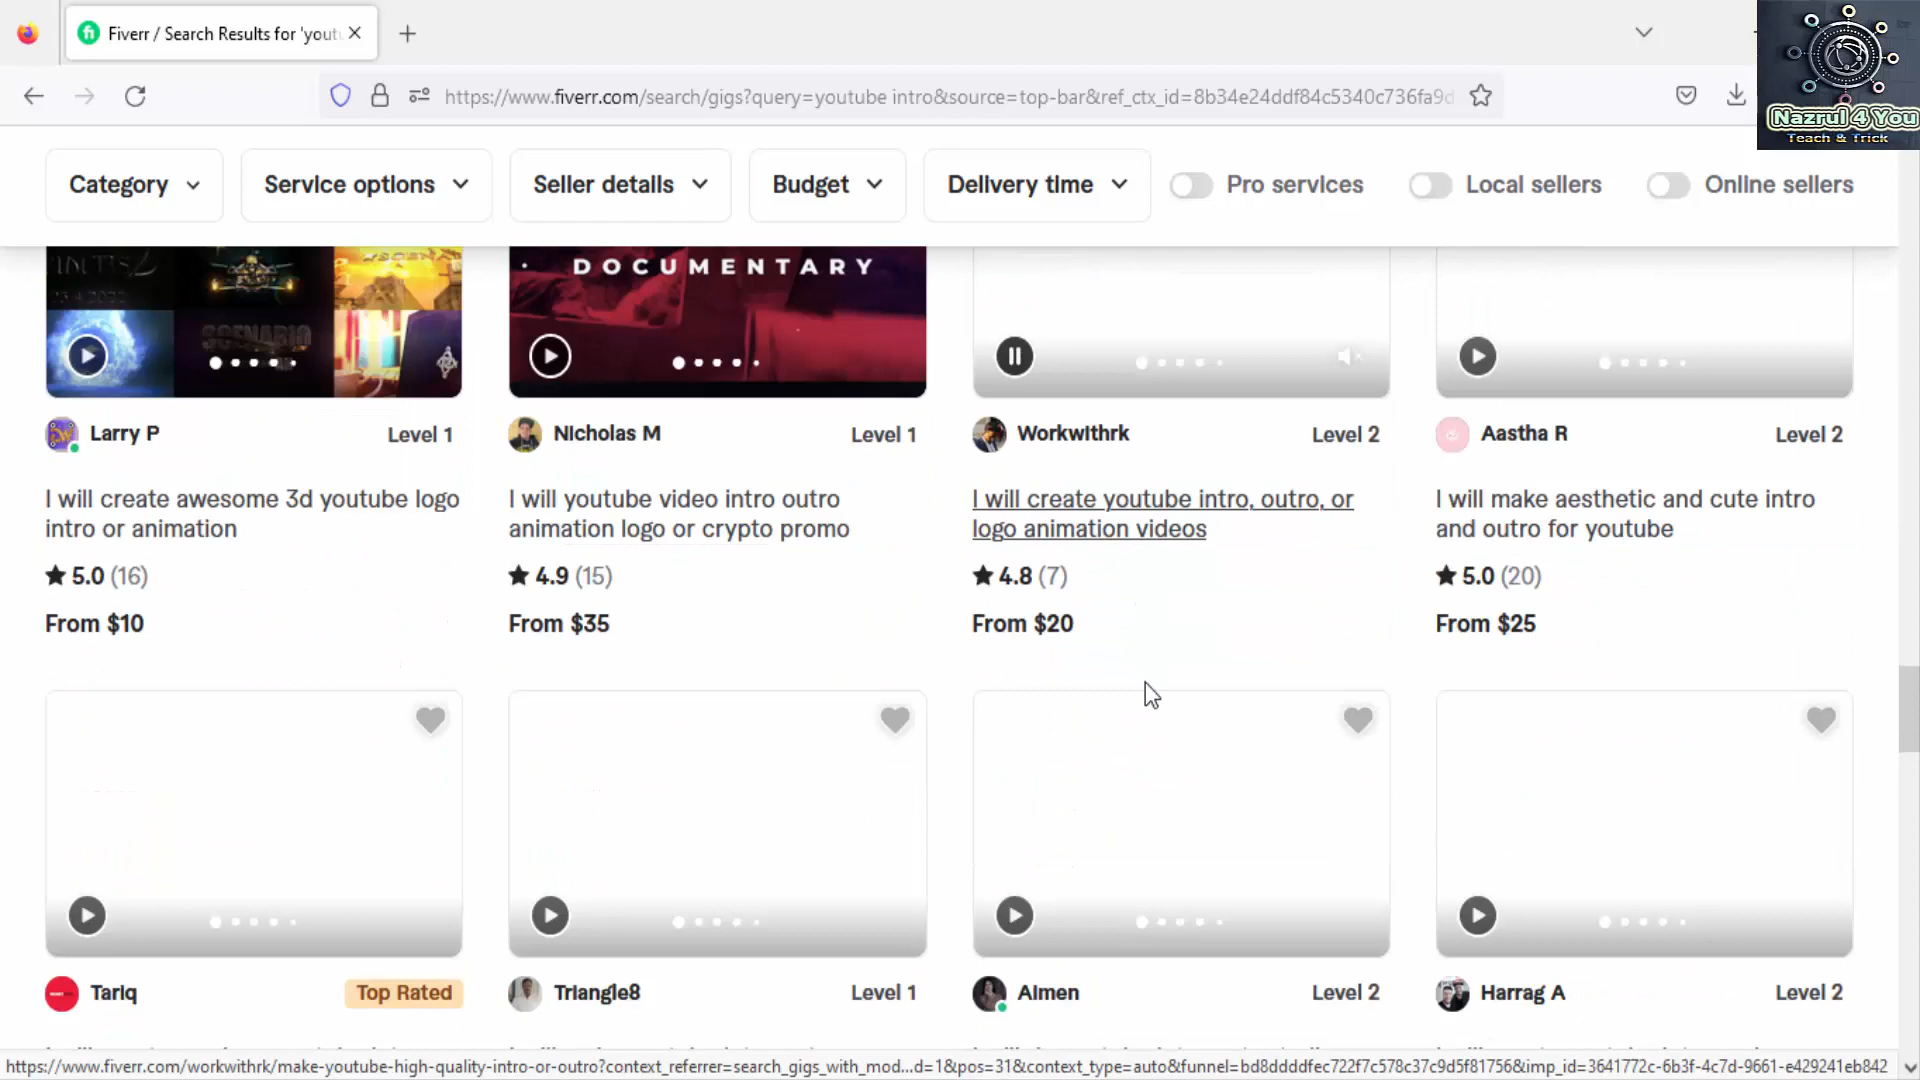 Fiverr / Search Results for 'yout
Nazrul 4 You
Teach & Trick
https://www.fiverr.com/search/gigs?query=youtube intro&source=top-bar&ref_ctx_id=8b34e24ddf84c5340c736fa9d
Category
Service options
Seller details
Budget
Delivery time
Pro services
Local sellers
Online sellers
SCENARIO
DOCUMENTARY
Larry P
Level 1
Nicholas M
Level 1
Workwithrk
Level 2
Aastha R
Level 2
I will create awesome 3d youtube logo
intro or animation
I will youtube video intro outro
animation logo or crypto promo
I will create youtube intro, outro, or
logo animation videos
I will make aesthetic and cute intro
and outro for youtube
5.0 (16)
4.9 (15)
4.8 (7)
5.0 (20)
From $10
From $35
From $20
From $25
Tariq
Top Rated
Triangle8
Level 1
Aimen
Level 2
Harrag A
Level 2
https://www.fiverr.com/workwithrk/make-youtube-high-quality-intro-or-outro?context_referrer=search_gigs_with_mod...d=1&pos=31&context_type=auto&funnel=bd8ddddfec722f7c578c37c9d5f81756&imp_id=3641772c-6b3f-4c7d-9661-e429241eb842